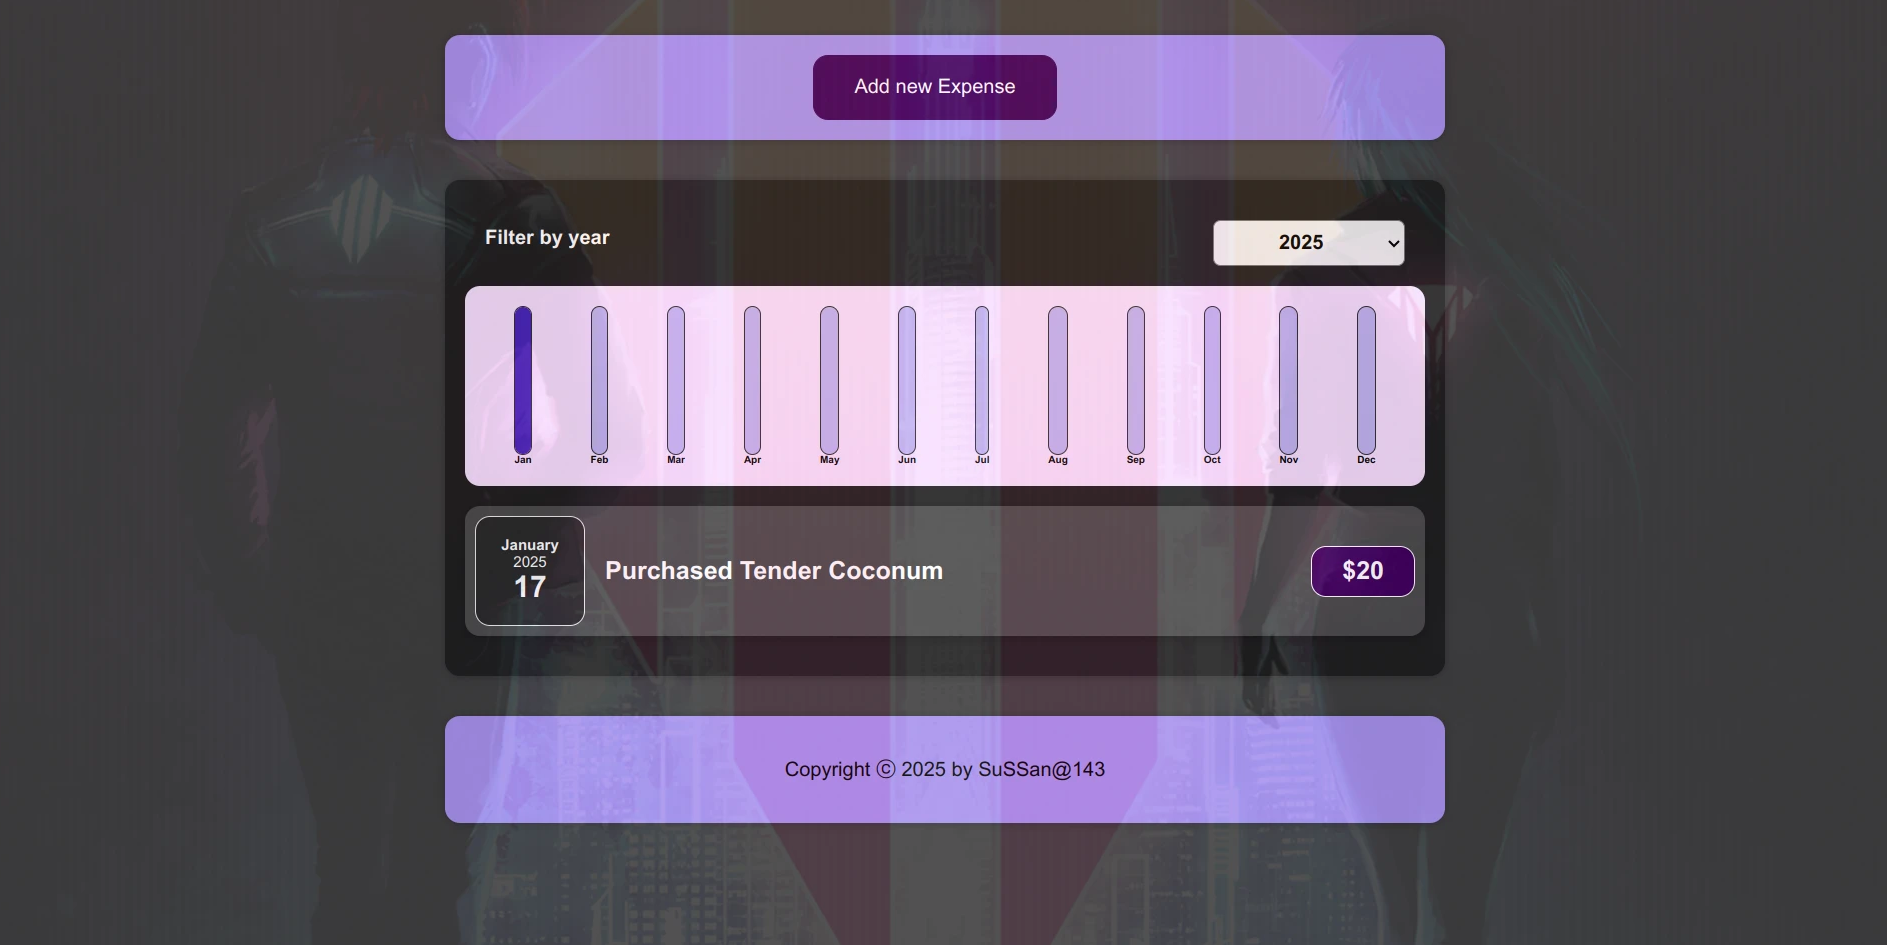 Add new Expense
Filter by year
2025
Jan Feb Mar Apr May Jun Jul Aug Sep Oct Nov Dec
January
2025
17
Purchased Tender Coconum
$20
Copyright ⓒ 2025 by SuSSan@143